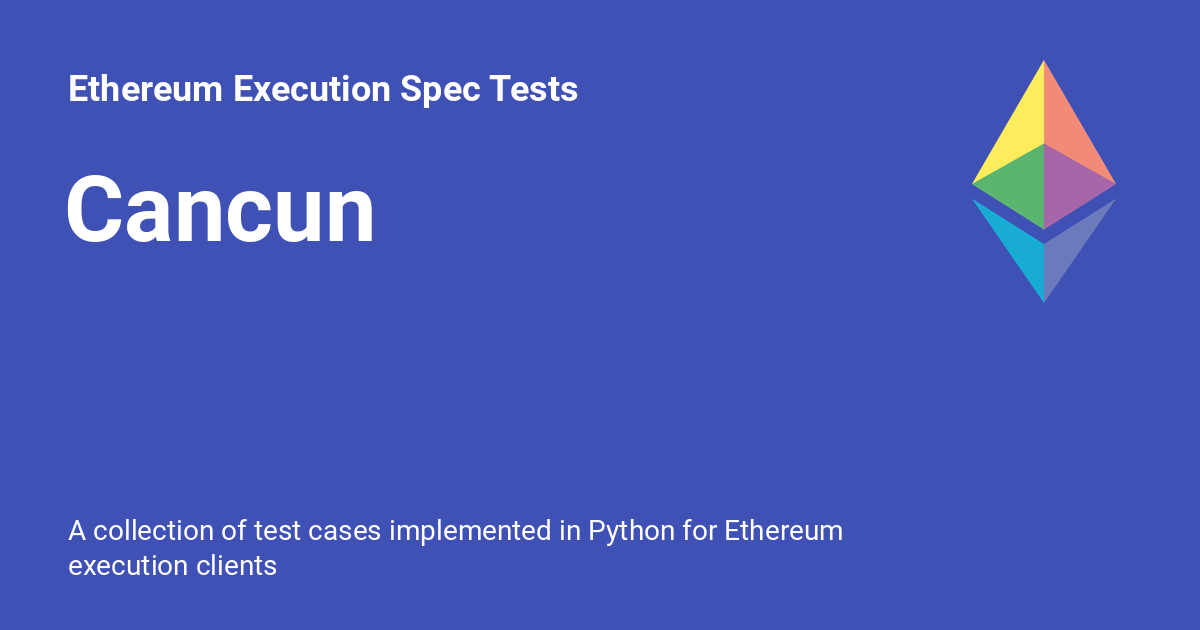 Ethereum Execution Spec Tests
Cancun
A collection of test cases implemented in Python for Ethereum
execution clients